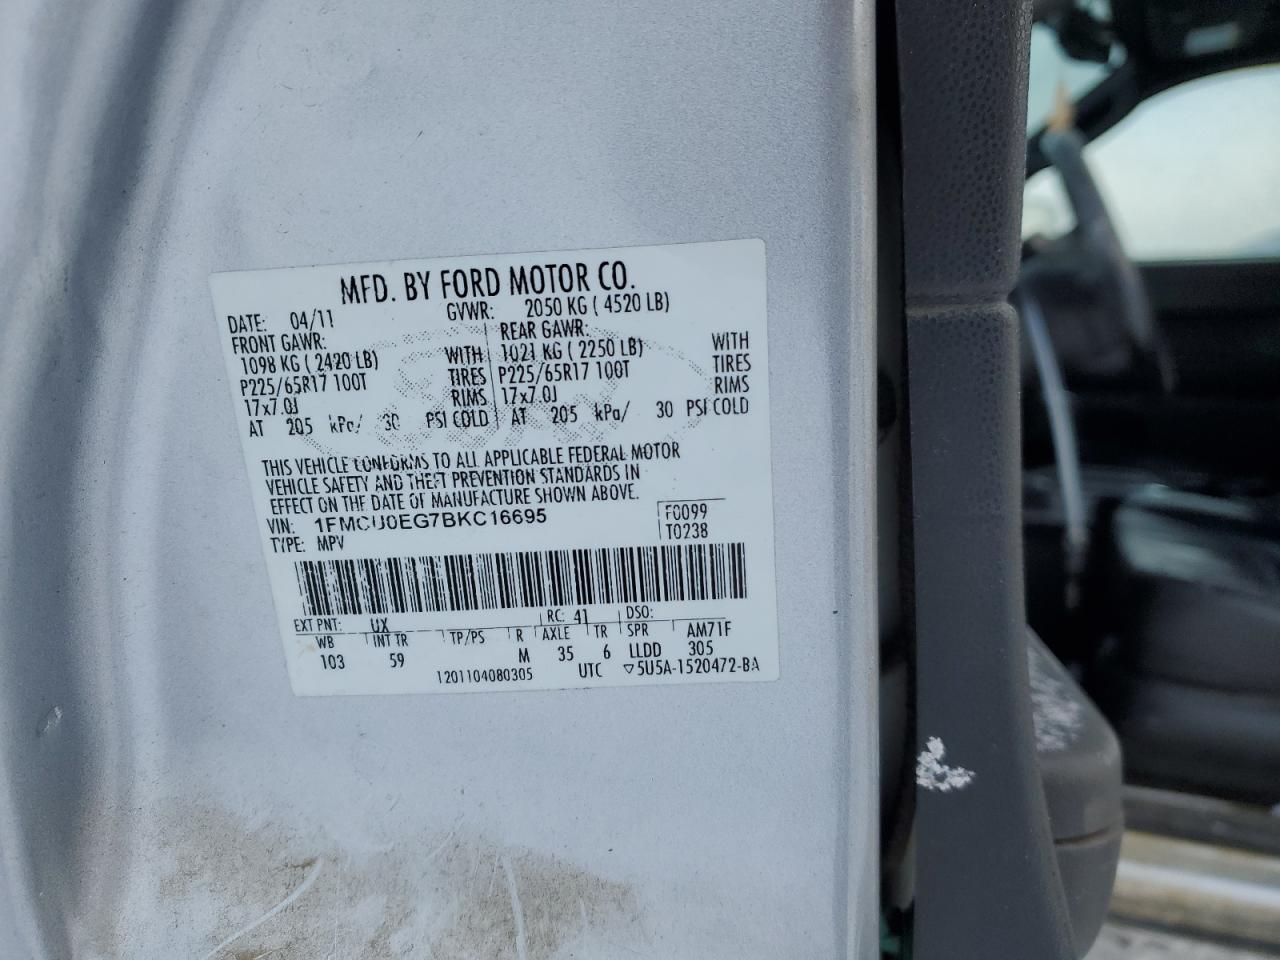 MFD. BY FORD MOTOR CO.
DATE: 04/11 GVWR: 2050 KG ( 4520 LB)
FRONT GAWR: REAR GAWR:
1098 KG (2420 LB) WITH 1021 KG (2250 LB) WITH
P225/65R17 100T TIRES P225/65R17 100T TIRES
17x7.0J RIMS 17x7.0J RIMS
AT 205 kPa/ 30 PSI COLD AT 205 kPa/ 30 PSI COLD
THIS VEHICLE CONFORMS TO ALL APPLICABLE FEDERAL MOTOR
VEHICLE SAFETY AND THEFT PREVENTION STANDARDS IN
EFFECT ON THE DATE OF MANUFACTURE SHOWN ABOVE.
VIN: 1FMCU0EG7BKC16695 F0099
TYPE: MPV T0238
EXT PNT: UX RC: 41 DSO:
WB INT TR TP/PS R AXLE TR SPR AM71F
103 59 M 35 6 LLDD 305
1201104080305 UTC ▽5U5A-1520472-BA